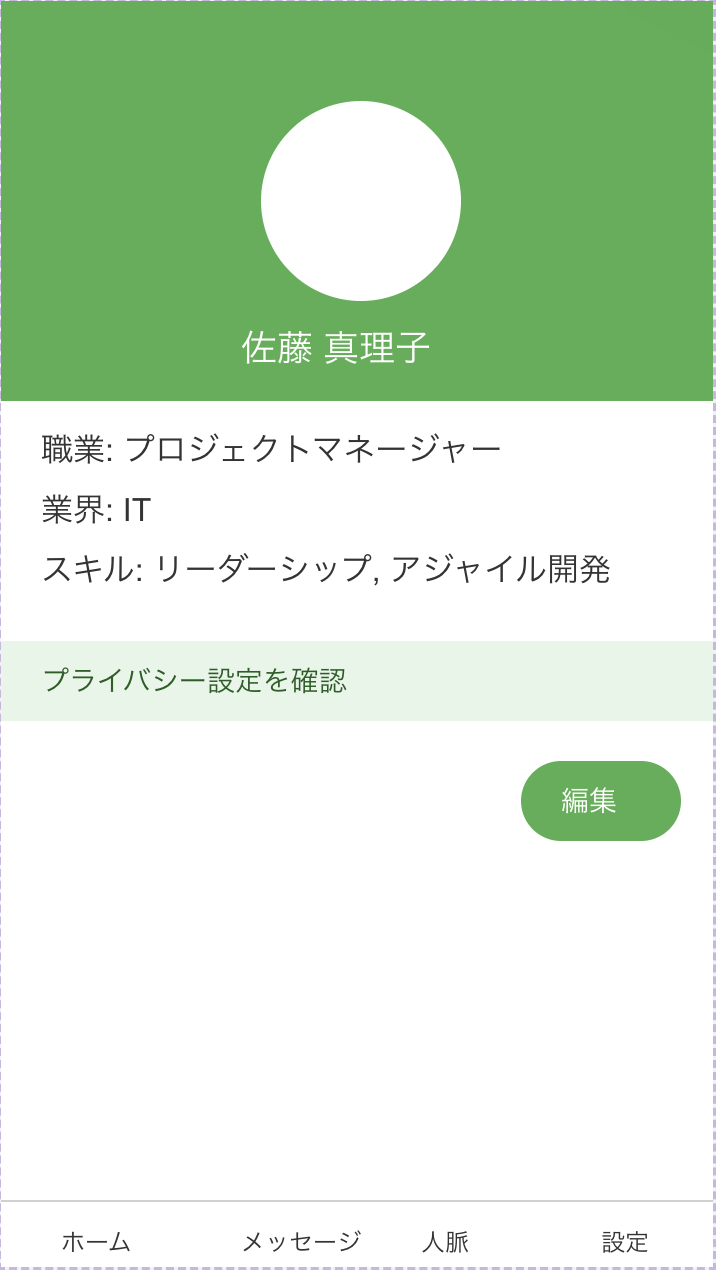 佐藤 真理子
職業: プロジェクトマネージャー
業界: IT
スキル: リーダーシップ, アジャイル開発
プライバシー設定を確認
編集
ホーム メッセージ 人脈 設定